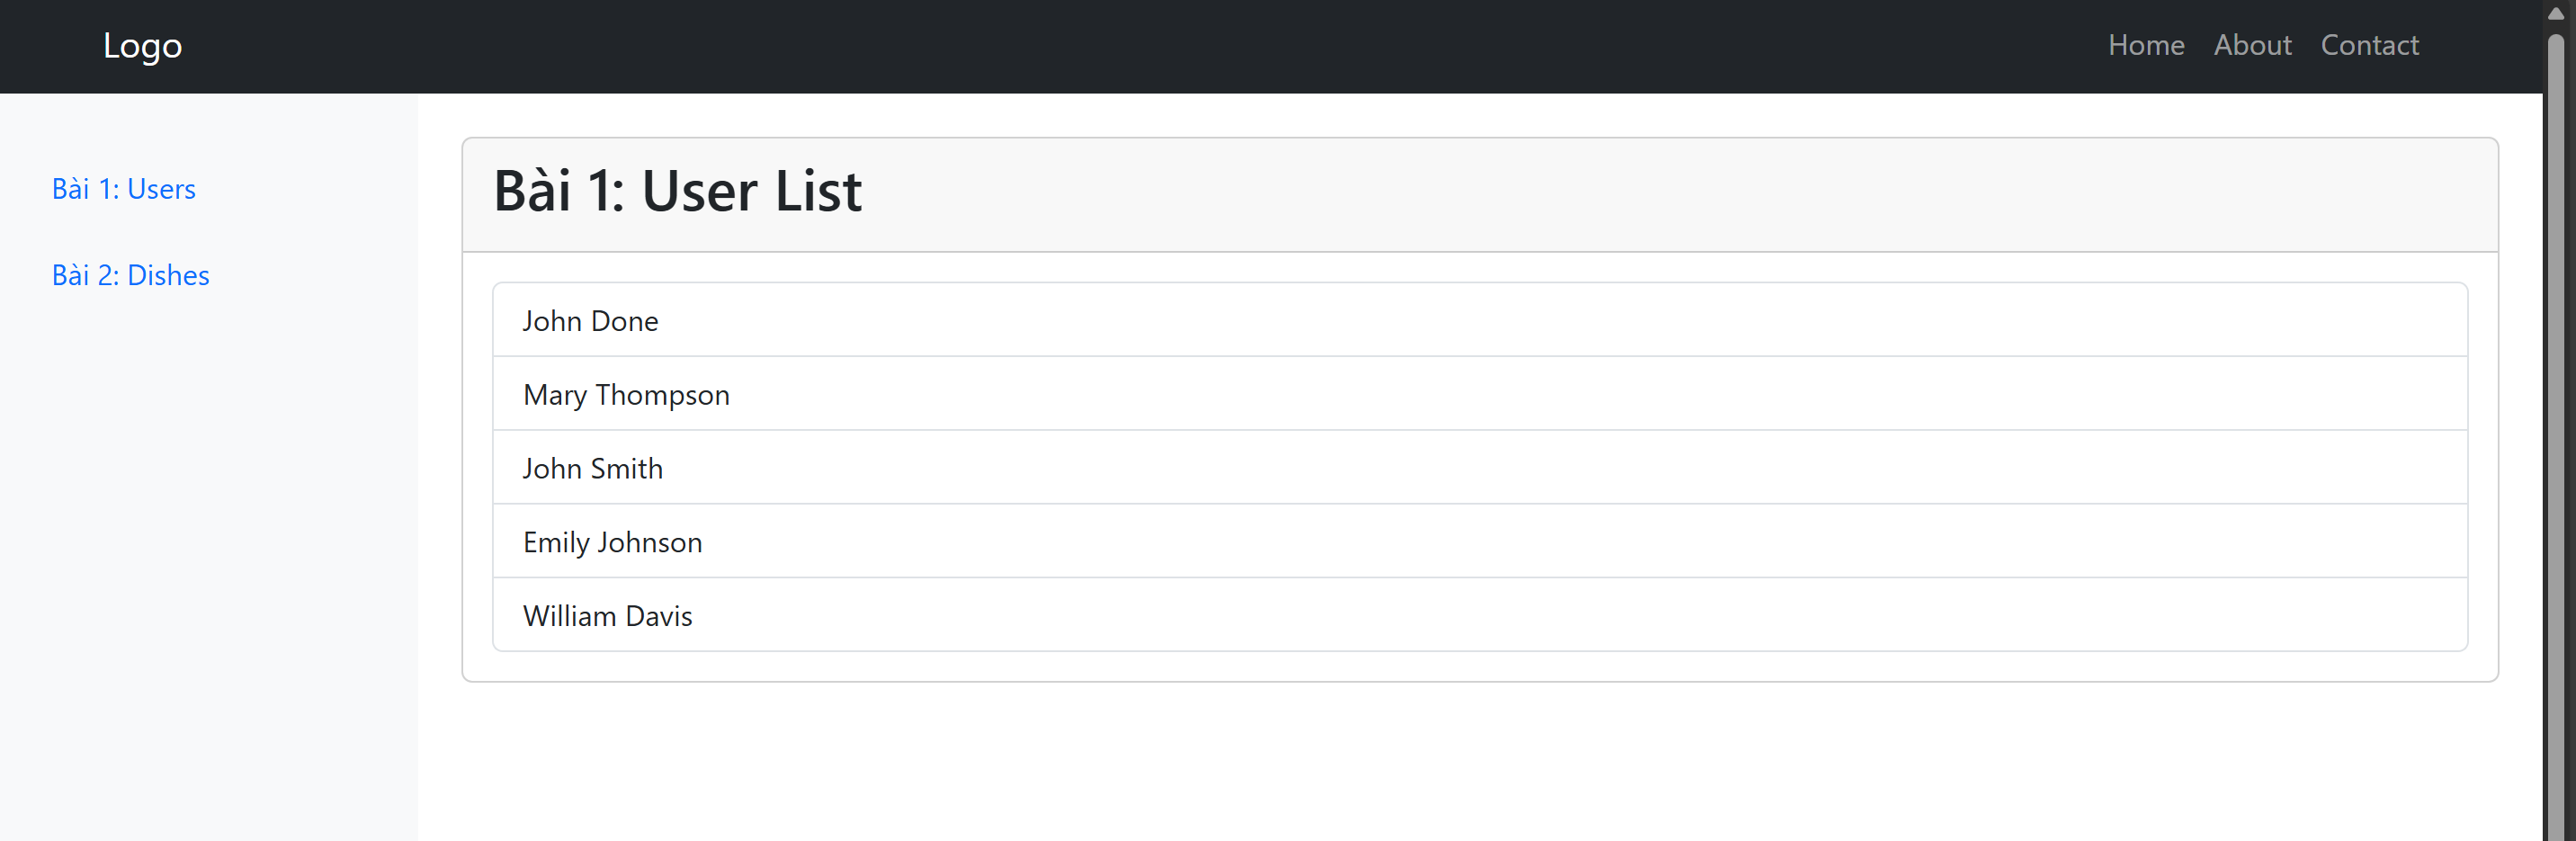 Logo
Home About Contact
Bài 1: Users
Bài 2: Dishes
Bài 1: User List
John Done
Mary Thompson
John Smith
Emily Johnson
William Davis